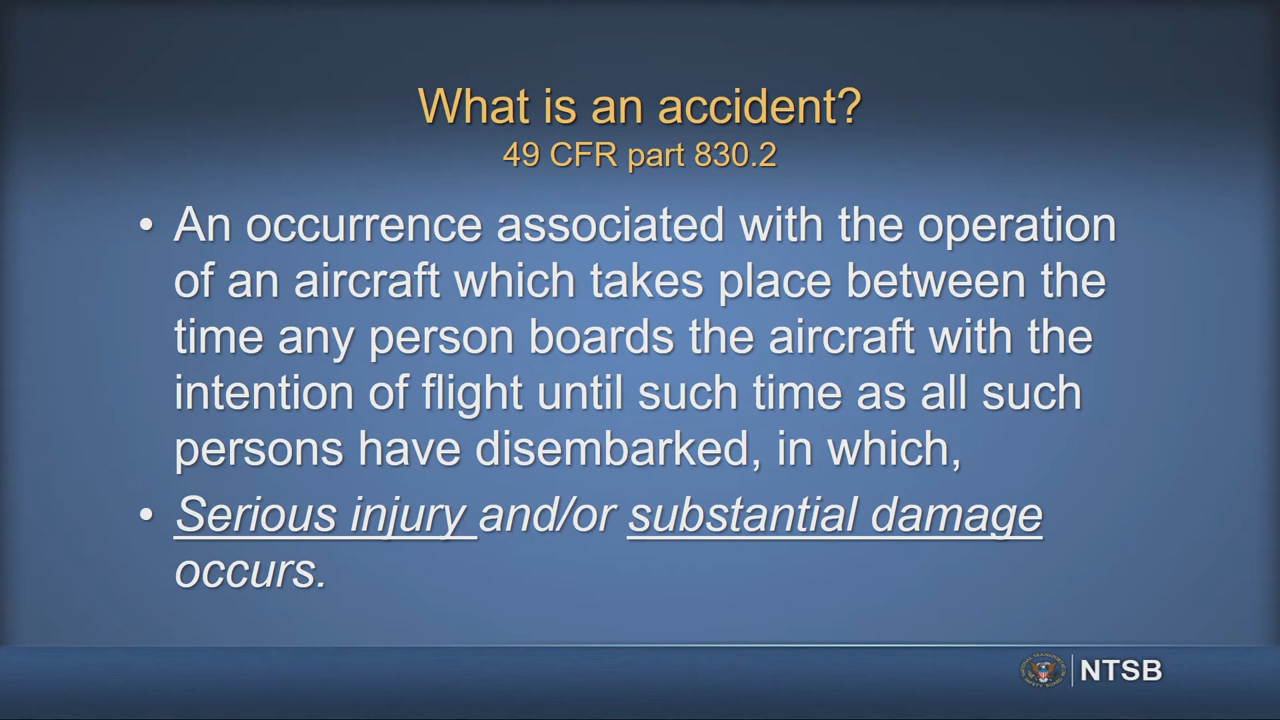 What is an accident?
49 CFR part 830.2
• An occurrence associated with the operation
of an aircraft which takes place between the
time any person boards the aircraft with the
intention of flight until such time as all such
persons have disembarked, in which,
• Serious injury and/or substantial damage
occurs.
NTSB